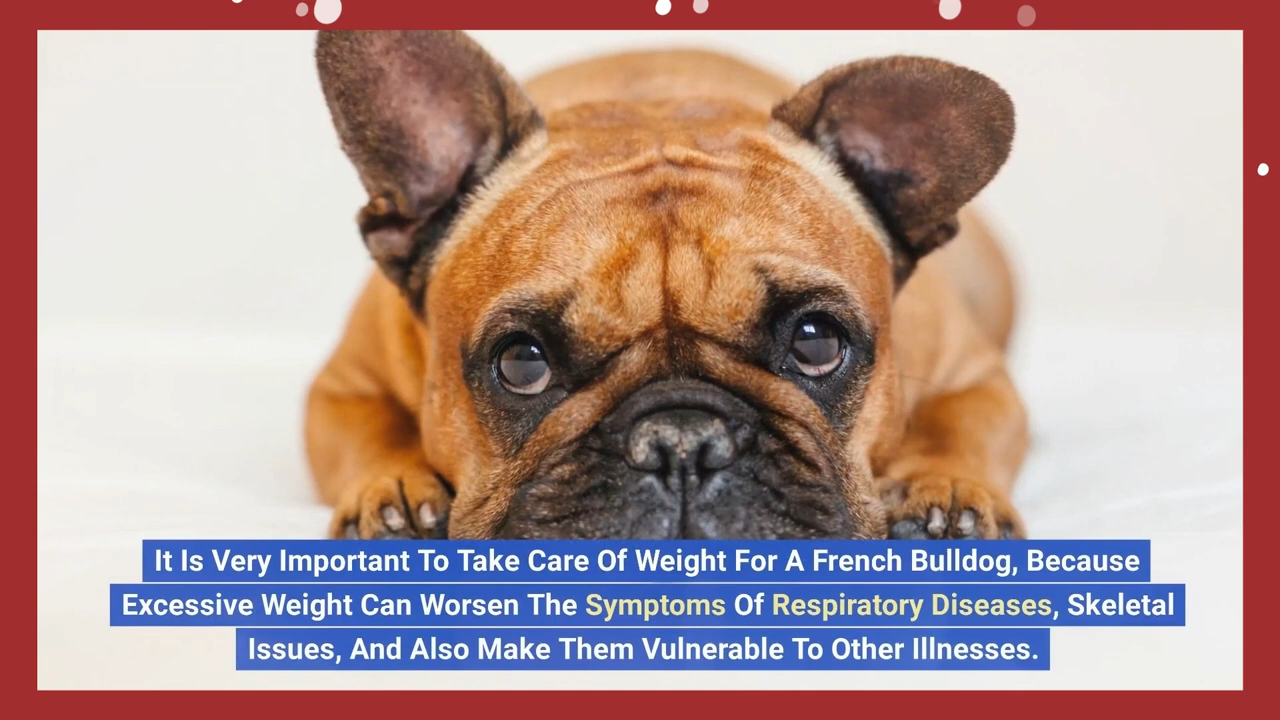 It Is Very Important To Take Care Of Weight For A French Bulldog, Because
Excessive Weight Can Worsen The Symptoms Of Respiratory Diseases, Skeletal
Issues, And Also Make Them Vulnerable To Other Illnesses.